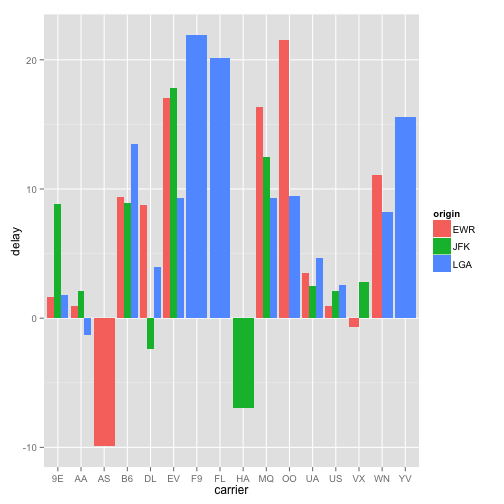 20
10
0
-10
delay
9E AA AS B6 DL EV F9 FL HA MQ OO UA US VX WN YV
carrier
origin
EWR
JFK
LGA